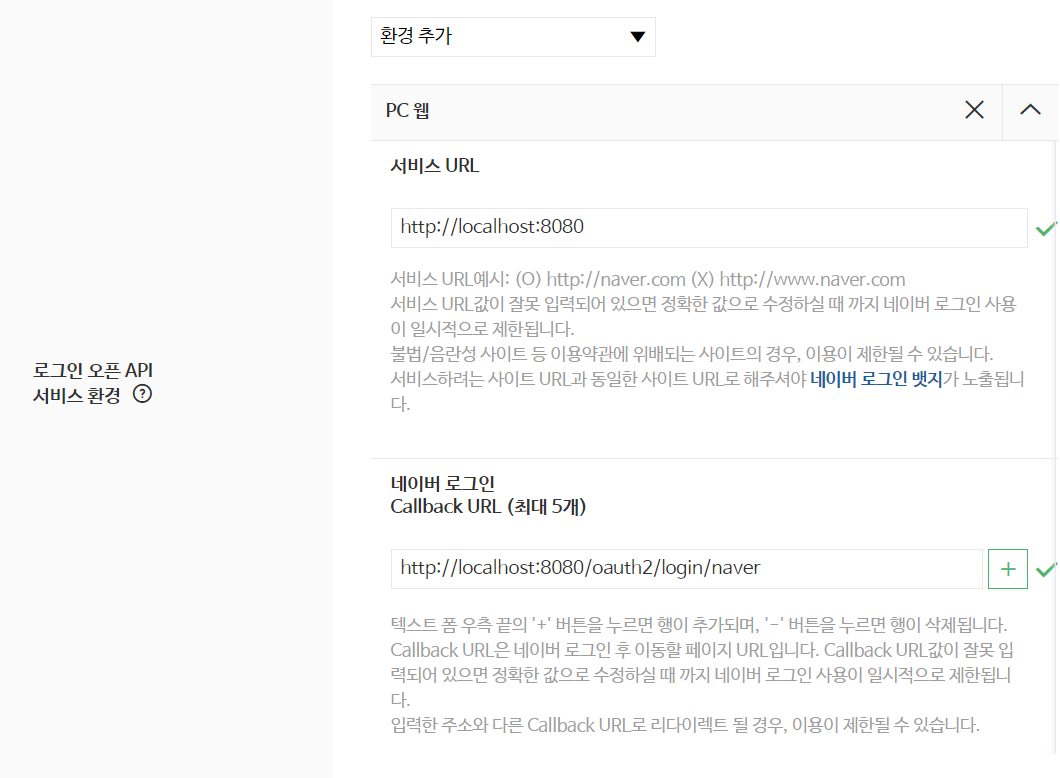 환경 추가
PC 웹
서비스 URL
http://localhost:8080
서비스 URL예시: (O) http://naver.com (X) http://www.naver.com
서비스 URL값이 잘못 입력되어 있으면 정확한 값으로 수정하실 때 까지 네이버 로그인 사용
이 일시적으로 제한됩니다.
불법/음란성 사이트 등 이용약관에 위배되는 사이트의 경우, 이용이 제한될 수 있습니다.
서비스하려는 사이트 URL과 동일한 사이트 URL로 해주셔야 네이버 로그인 뱃지가 노출됩니
다.
로그인 오픈 API
서비스 환경 ?
네이버 로그인
Callback URL (최대 5개)
http://localhost:8080/oauth2/login/naver
텍스트 폼 우측 끝의 '+' 버튼을 누르면 행이 추가되며, '-' 버튼을 누르면 행이 삭제됩니다.
Callback URL은 네이버 로그인 후 이동할 페이지 URL입니다. Callback URL값이 잘못 입
력되어 있으면 정확한 값으로 수정하실 때 까지 네이버 로그인 사용이 일시적으로 제한됩니
다.
입력한 주소와 다른 Callback URL로 리다이렉트 될 경우, 이용이 제한될 수 있습니다.